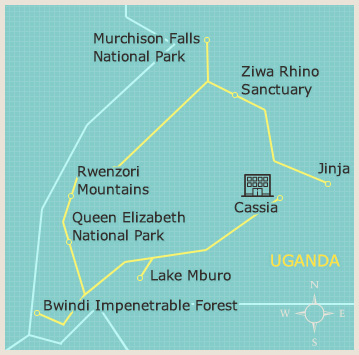 Murchison Falls
National Park
Ziwa Rhino
Sanctuary
Jinja
Rwenzori
Mountains
Cassia
Queen Elizabeth
National Park
UGANDA
Lake Mburo
N
Bwindi Impenetrable Forest
W E
S